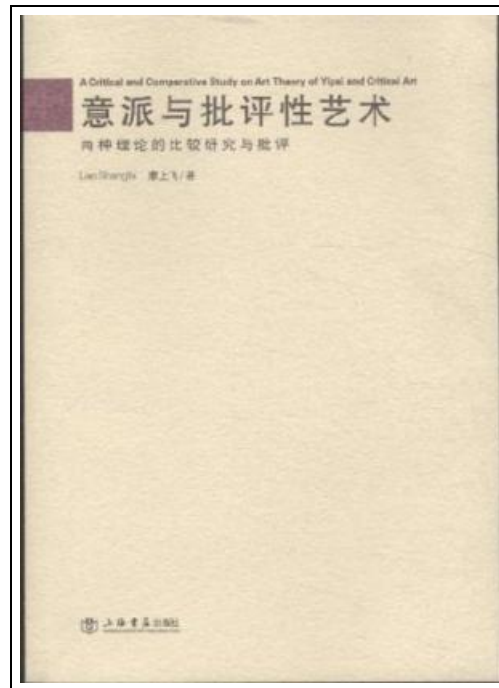 A Critical and Comparative Study on Art Theory of Yipai and Critical Art
意派与批评性艺术
两种理论的比较研究与批评
Liao Shangfei 廖上飞/著
上海书店出版社